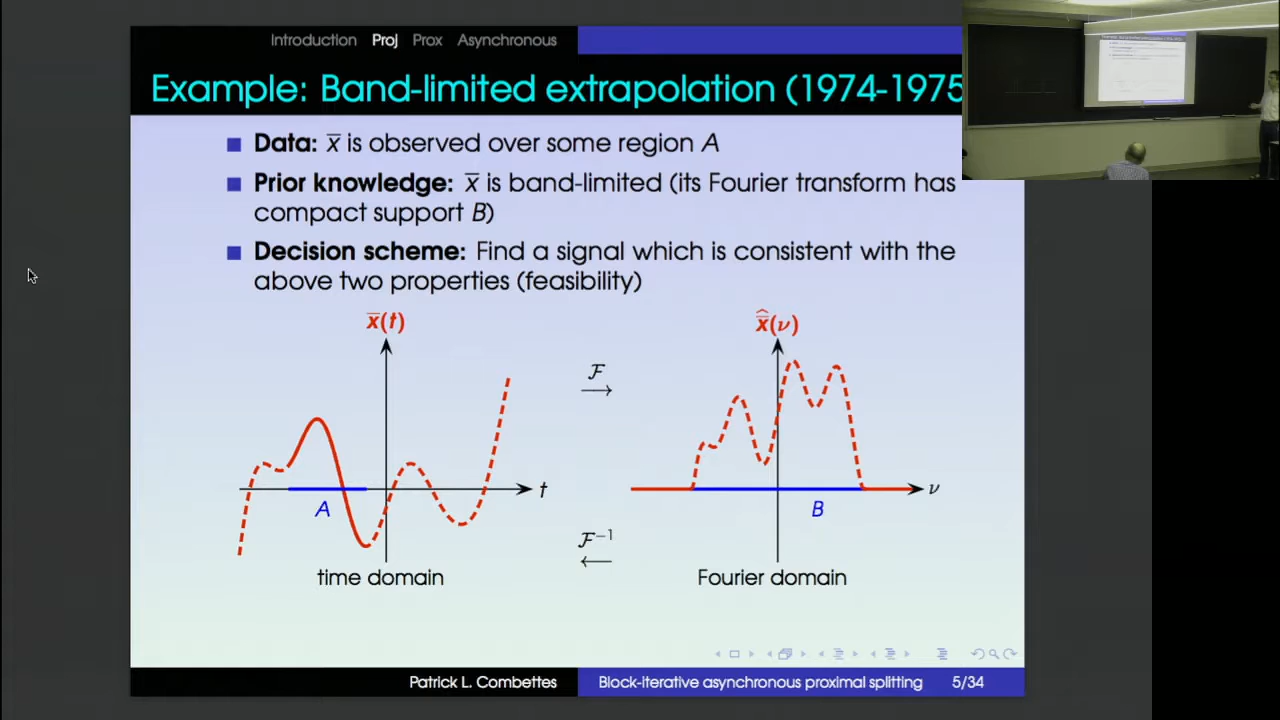 Introduction Proj Prox Asynchronous
Example: Band-limited extrapolation (1974-1975
Data: x̅ is observed over some region A
Prior knowledge: x̅ is band-limited (its Fourier transform has
compact support B)
Decision scheme: Find a signal which is consistent with the
above two properties (feasibility)
x̅(t)
t
A
time domain
ℱ
→
ℱ⁻¹
←
x̅̂(ν)
ν
B
Fourier domain
Patrick L. Combettes
Block-iterative asynchronous proximal splitting 5/34